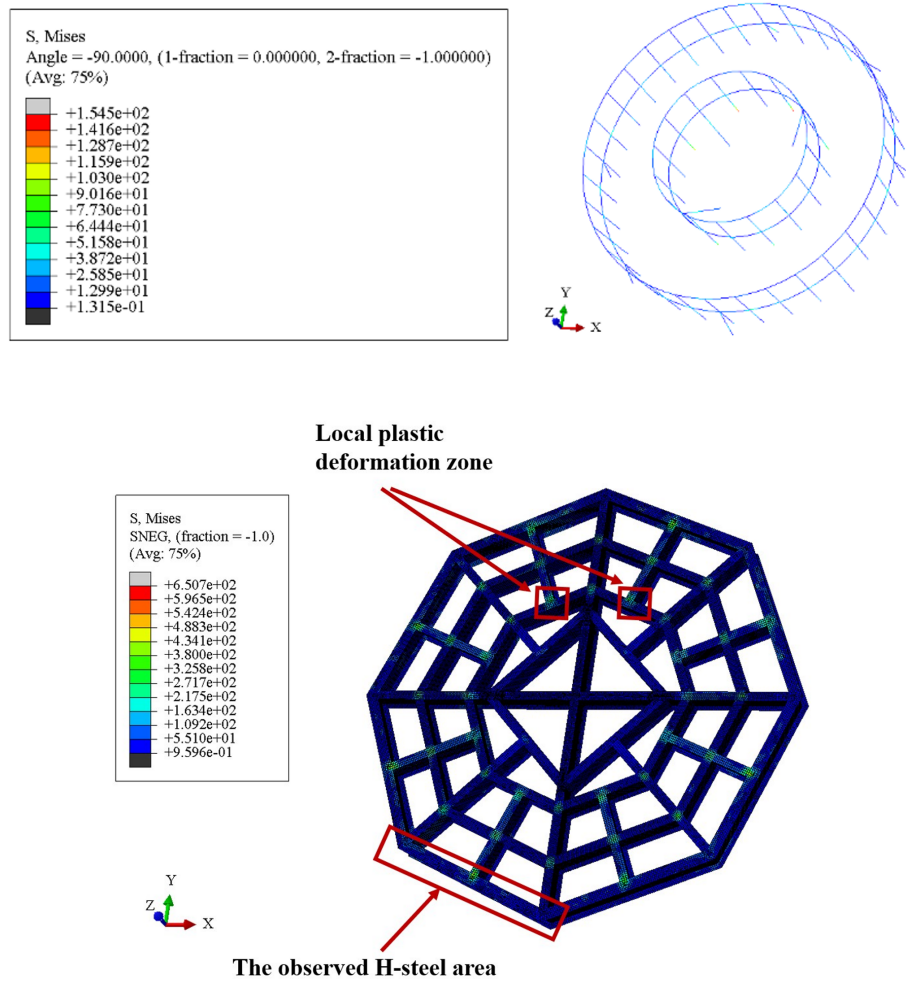 S, Mises
Angle = -90.0000, (1-fraction = 0.000000, 2-fraction = -1.000000)
(Avg: 75%)
+1.545e+02
+1.416e+02
+1.287e+02
+1.159e+02
+1.030e+02
+9.016e+01
+7.730e+01
+6.444e+01
+5.158e+01
+3.872e+01
+2.585e+01
+1.299e+01
+1.315e-01
Y
Z
X
Local plastic
deformation zone
S, Mises
SNEG, (fraction = -1.0)
(Avg: 75%)
+6.507e+02
+5.965e+02
+5.424e+02
+4.883e+02
+4.341e+02
+3.800e+02
+3.258e+02
+2.717e+02
+2.175e+02
+1.634e+02
+1.092e+02
+5.510e+01
+9.596e-01
Y
Z
X
The observed H-steel area